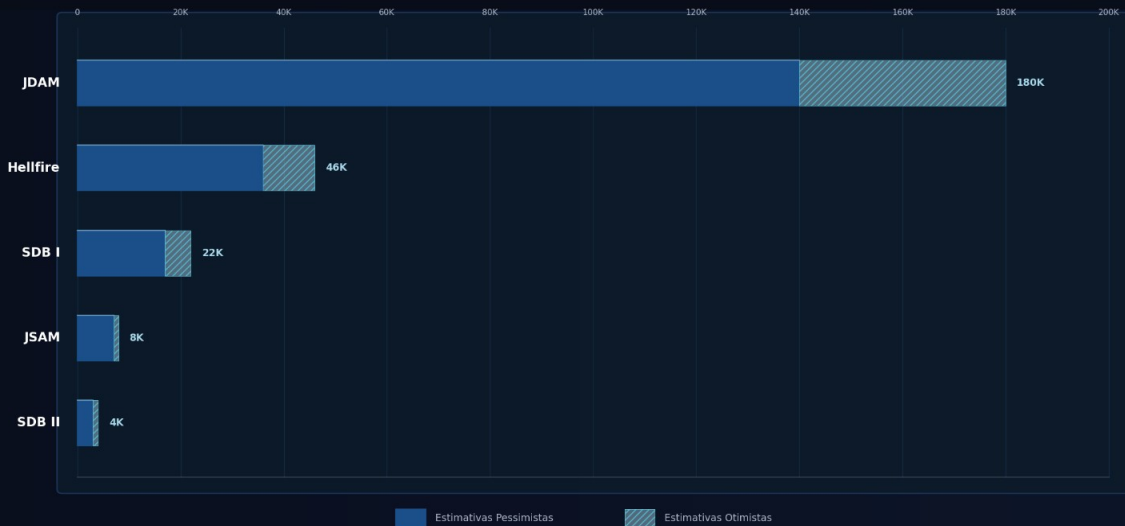 0 20K 40K 60K 80K 100K 120K 140K 160K 180K 200K
JDAM 180K
Hellfire 46K
SDB I 22K
JSAM 8K
SDB II 4K
Estimativas Pessimistas Estimativas Otimistas